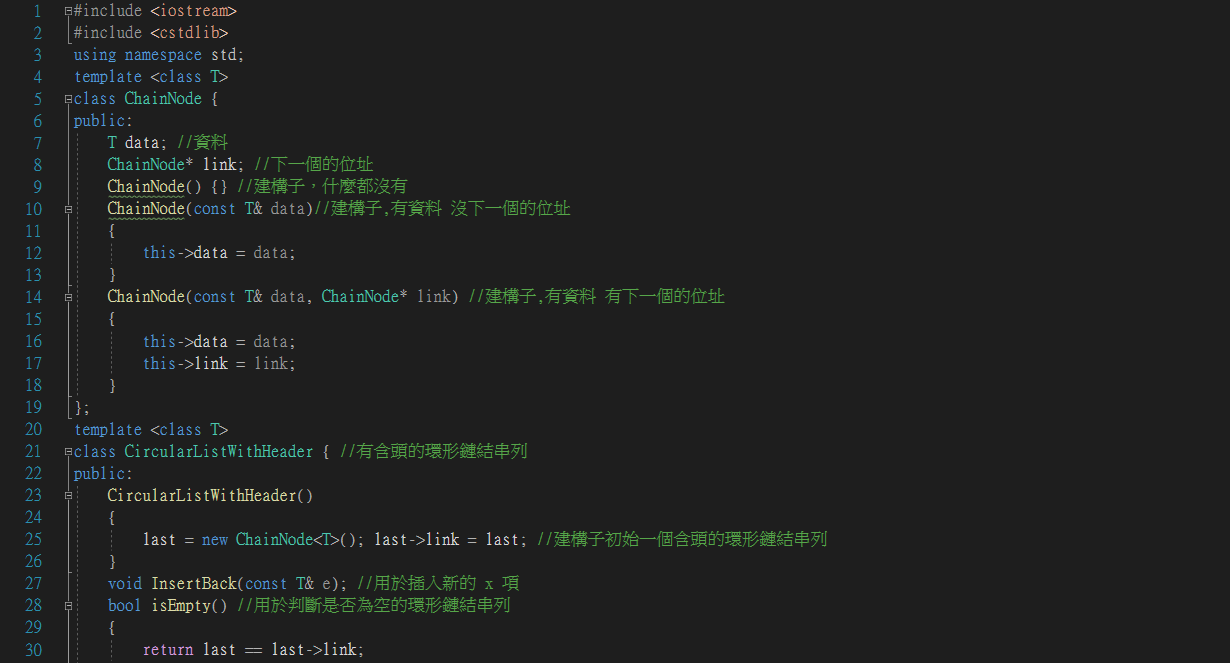 1 #include <iostream>
2 #include <cstdlib>
3 using namespace std;
4 template <class T>
5 class ChainNode {
6 public:
7 T data; //資料
8 ChainNode* link; //下一個的位址
9 ChainNode() {} //建構子，什麼都沒有
10 ChainNode(const T& data)//建構子,有資料 沒下一個的位址
11 {
12 this->data = data;
13 }
14 ChainNode(const T& data, ChainNode* link) //建構子,有資料 有下一個的位址
15 {
16 this->data = data;
17 this->link = link;
18 }
19 };
20 template <class T>
21 class CircularListWithHeader { //有含頭的環形鏈結串列
22 public:
23 CircularListWithHeader()
24 {
25 last = new ChainNode<T>(); last->link = last; //建構子初始一個含頭的環形鏈結串列
26 }
27 void InsertBack(const T& e); //用於插入新的 x 項
28 bool isEmpty() //用於判斷是否為空的環形鏈結串列
29 {
30 return last == last->link;